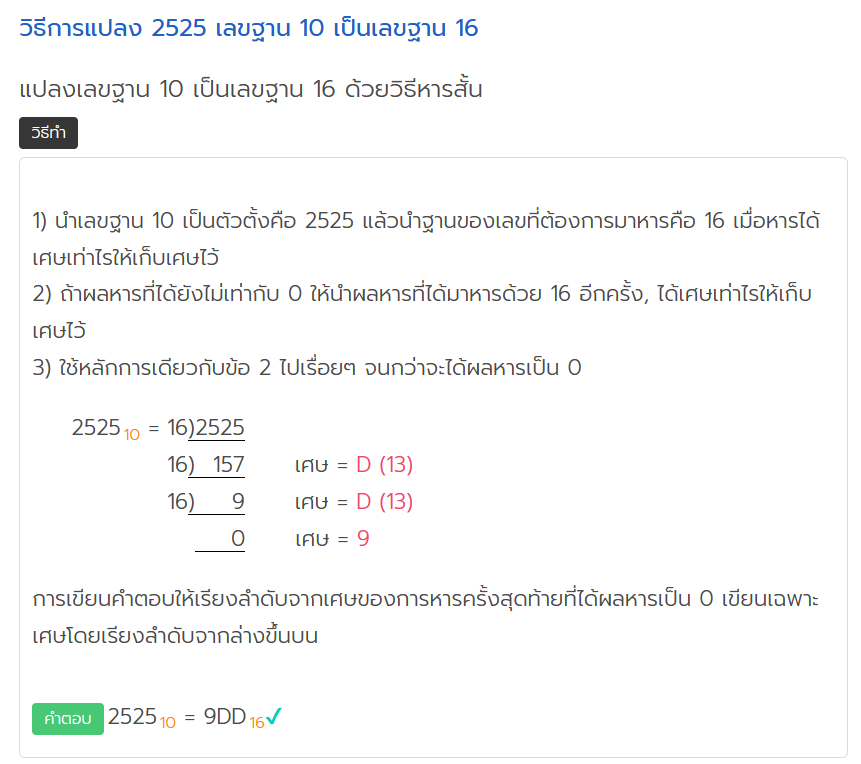 วิธีการแปลง 2525 เลขฐาน 10 เป็นเลขฐาน 16
แปลงเลขฐาน 10 เป็นเลขฐาน 16 ด้วยวิธีหารสั้น
วิธีทำ
1) นำเลขฐาน 10 เป็นตัวตั้งคือ 2525 แล้วนำฐานของเลขที่ต้องการมาหารคือ 16 เมื่อหารได้
เศษเท่าไรให้เก็บเศษไว้
2) ถ้าผลหารที่ได้ยังไม่เท่ากับ 0 ให้นำผลหารที่ได้มาหารด้วย 16 อีกครั้ง, ได้เศษเท่าไรให้เก็บ
เศษไว้
3) ใช้หลักการเดียวกับข้อ 2 ไปเรื่อยๆ จนกว่าจะได้ผลหารเป็น 0
2525 10 = 16)2525
16) 157 เศษ = D (13)
16) 9 เศษ = D (13)
0 เศษ = 9
การเขียนคำตอบให้เรียงลำดับจากเศษของการหารครั้งสุดท้ายที่ได้ผลหารเป็น 0 เขียนเฉพาะ
เศษโดยเรียงลำดับจากล่างขึ้นบน
คำตอบ 2525 10 = 9DD 16 ✓